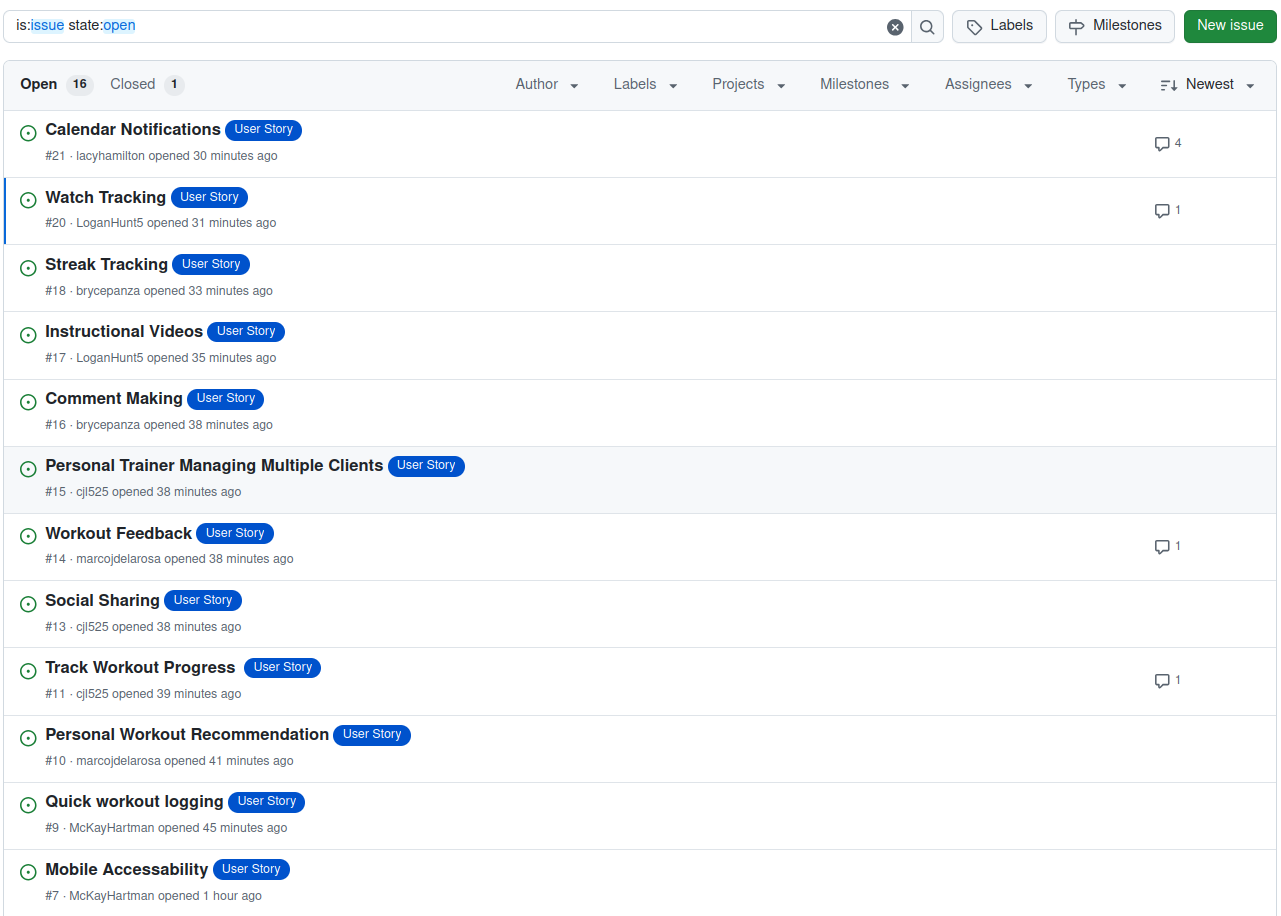 is:issue state:open
Labels
Milestones
New issue
Open 16 Closed 1 Author Labels Projects Milestones Assignees Types Newest
Calendar Notifications User Story
#21 · lacyhamilton opened 30 minutes ago
4
Watch Tracking User Story
#20 · LoganHunt5 opened 31 minutes ago
1
Streak Tracking User Story
#18 · brycepanza opened 33 minutes ago
Instructional Videos User Story
#17 · LoganHunt5 opened 35 minutes ago
Comment Making User Story
#16 · brycepanza opened 38 minutes ago
Personal Trainer Managing Multiple Clients User Story
#15 · cjl525 opened 38 minutes ago
Workout Feedback User Story
#14 · marcojdelarosa opened 38 minutes ago
1
Social Sharing User Story
#13 · cjl525 opened 38 minutes ago
Track Workout Progress User Story
#11 · cjl525 opened 39 minutes ago
1
Personal Workout Recommendation User Story
#10 · marcojdelarosa opened 41 minutes ago
Quick workout logging User Story
#9 · McKayHartman opened 45 minutes ago
Mobile Accessability User Story
#7 · McKayHartman opened 1 hour ago